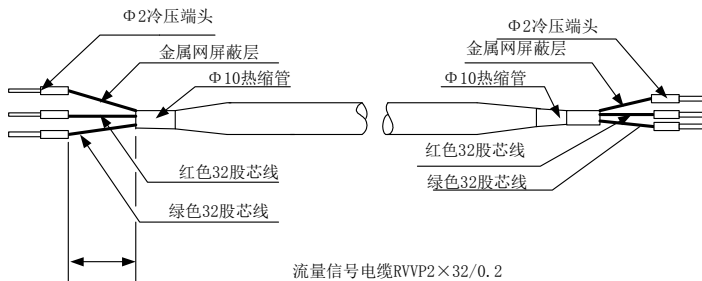 Φ2冷压端头
金属网屏蔽层
Φ10热缩管
红色32股芯线
绿色32股芯线
Φ2冷压端头
金属网屏蔽层
Φ10热缩管
红色32股芯线
绿色32股芯线
流量信号电缆RVVP2×32/0.2